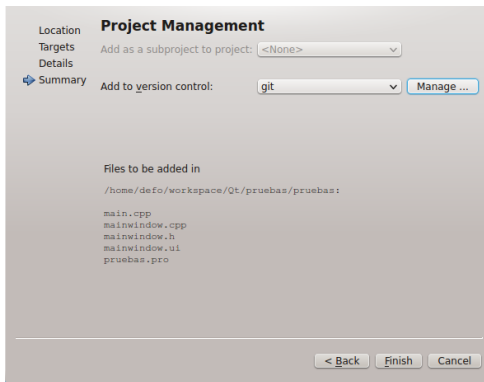 Location
Targets
Details
Summary
Project Management
Add as a subproject to project: <None>
Add to version control: git Manage ...
Files to be added in
/home/defo/workspace/Qt/pruebas/pruebas:
main.cpp
mainwindow.cpp
mainwindow.h
mainwindow.ui
pruebas.pro
< Back Finish Cancel